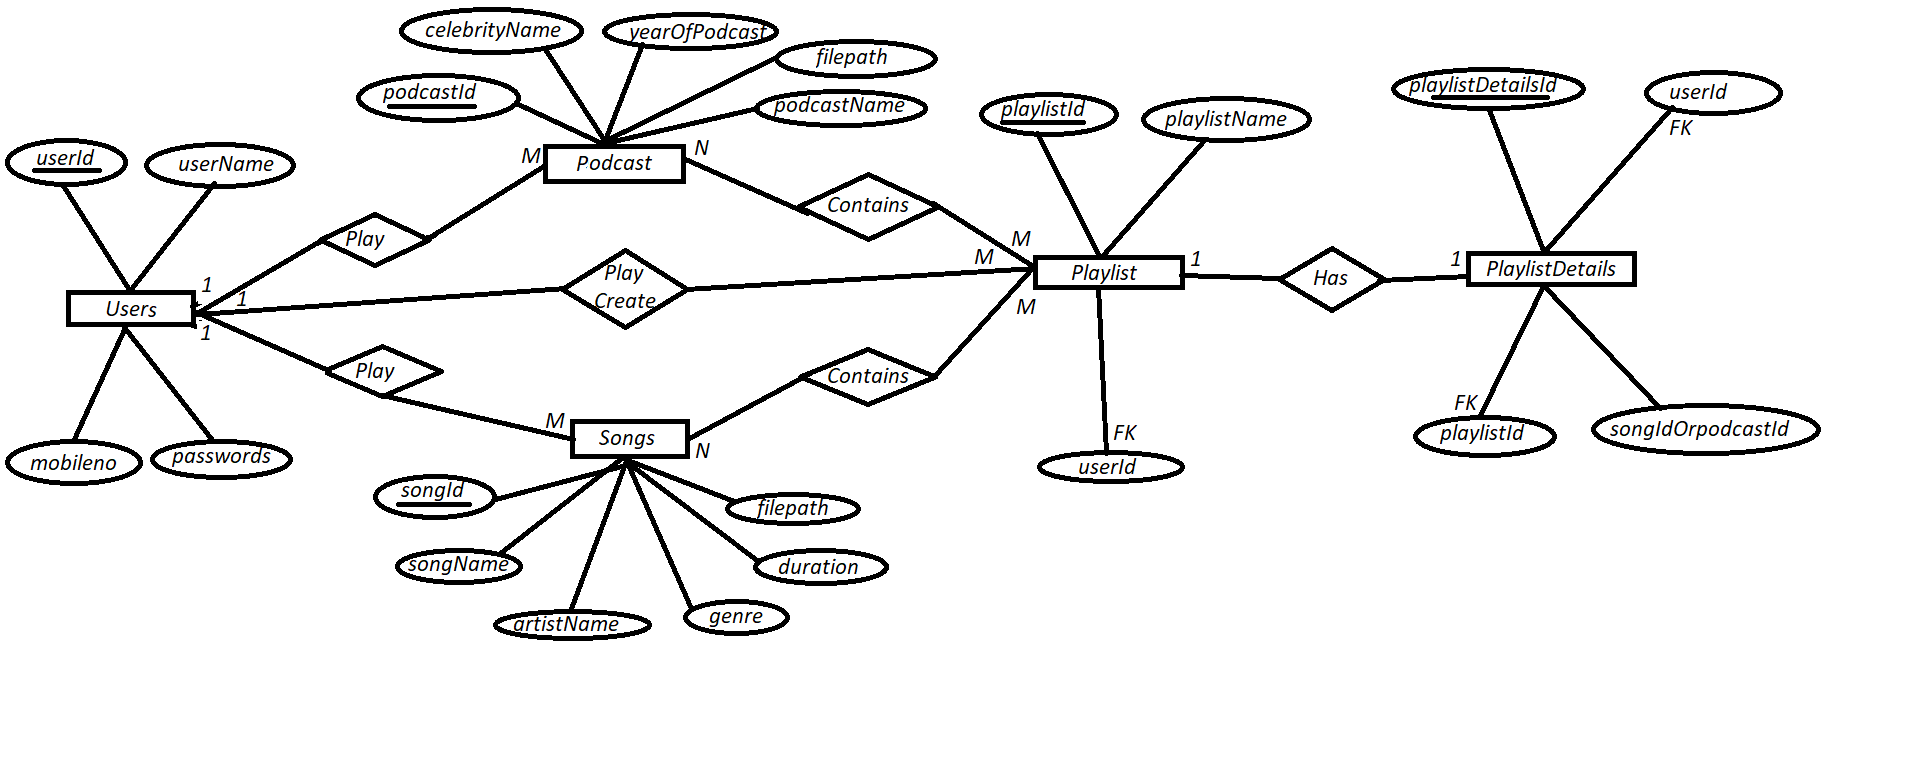 celebrityName
yearOfPodcast
filepath
podcastId
podcastName
playlistId
playlistName
playlistDetailsId
userId
FK
userId
userName
M
Podcast
N
Play
Contains
M
M
Play
Create
Playlist
1
Has
1
PlaylistDetails
1
1
Users
1
M
Play
Contains
M
Songs
N
FK
userId
FK
playlistId
songIdOrpodcastId
mobileno
passwords
songId
filepath
songName
duration
artistName
genre